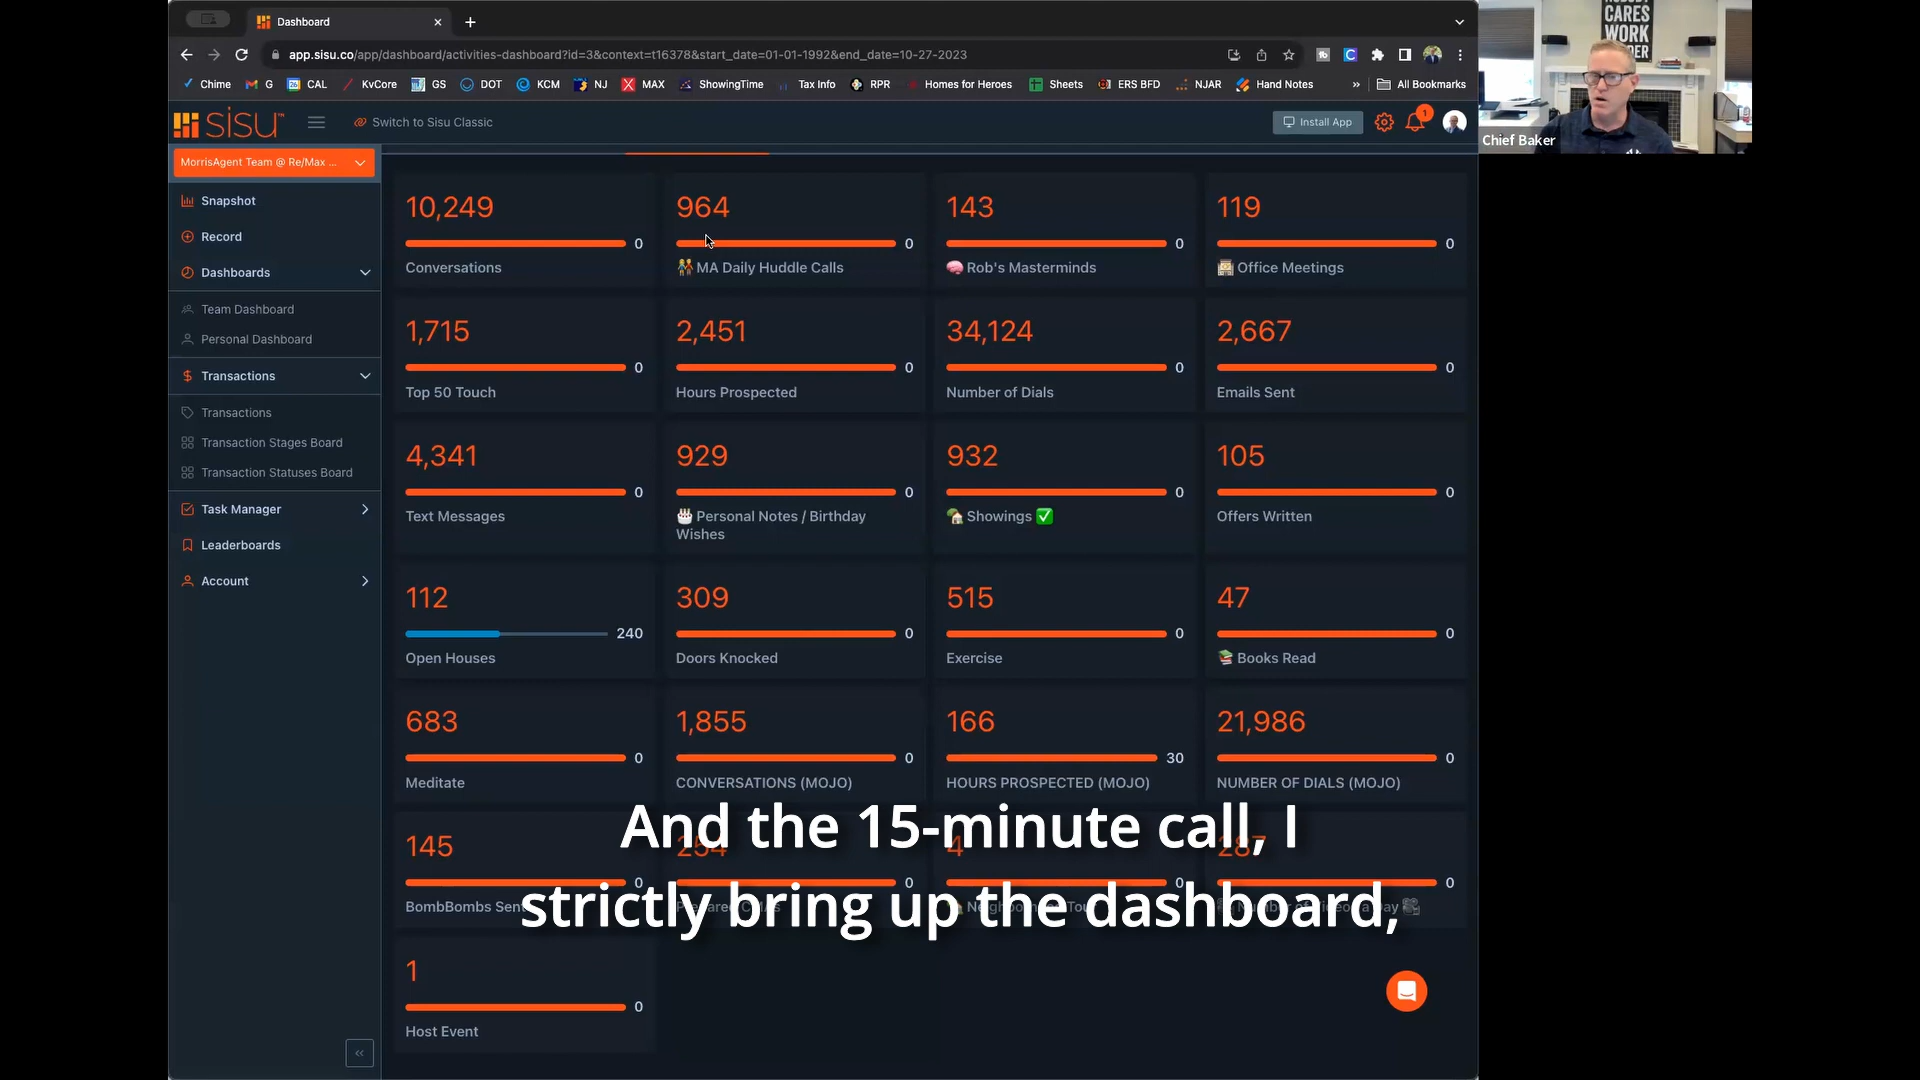 Dashboard
app.sisu.co/app/dashboard/activities-dashboard?id=3&context=t16378&start_date=01-01-1992&end_date=10-27-2023
Chime G CAL KvCore GS DOT KCM NJ MAX ShowingTime Tax Info RPR Homes for Heroes Sheets ERS BFD NJAR Hand Notes » All Bookmarks
CARES
WORK
Chief Baker
sisu™
Switch to Sisu Classic
Install App
1
MorrisAgent Team @ Re/Max ...
Snapshot
Record
Dashboards
Team Dashboard
Personal Dashboard
Transactions
Transactions
Transaction Stages Board
Transaction Statuses Board
Task Manager
Leaderboards
Account
10,249 964 143 119
0 0 0 0
Conversations MA Daily Huddle Calls Rob's Masterminds Office Meetings
1,715 2,451 34,124 2,667
0 0 0 0
Top 50 Touch Hours Prospected Number of Dials Emails Sent
4,341 929 932 105
0 0 0 0
Text Messages Personal Notes / Birthday Wishes Showings Offers Written
112 309 515 47
240 0 0 0
Open Houses Doors Knocked Exercise Books Read
683 1,855 166 21,986
0 0 30 0
Meditate CONVERSATIONS (MOJO) HOURS PROSPECTED (MOJO) NUMBER OF DIALS (MOJO)
145 254 4 287
0 0 0 0
BombBombs Sent
And the 15-minute call, I
strictly bring up the dashboard,
1
0
Host Event